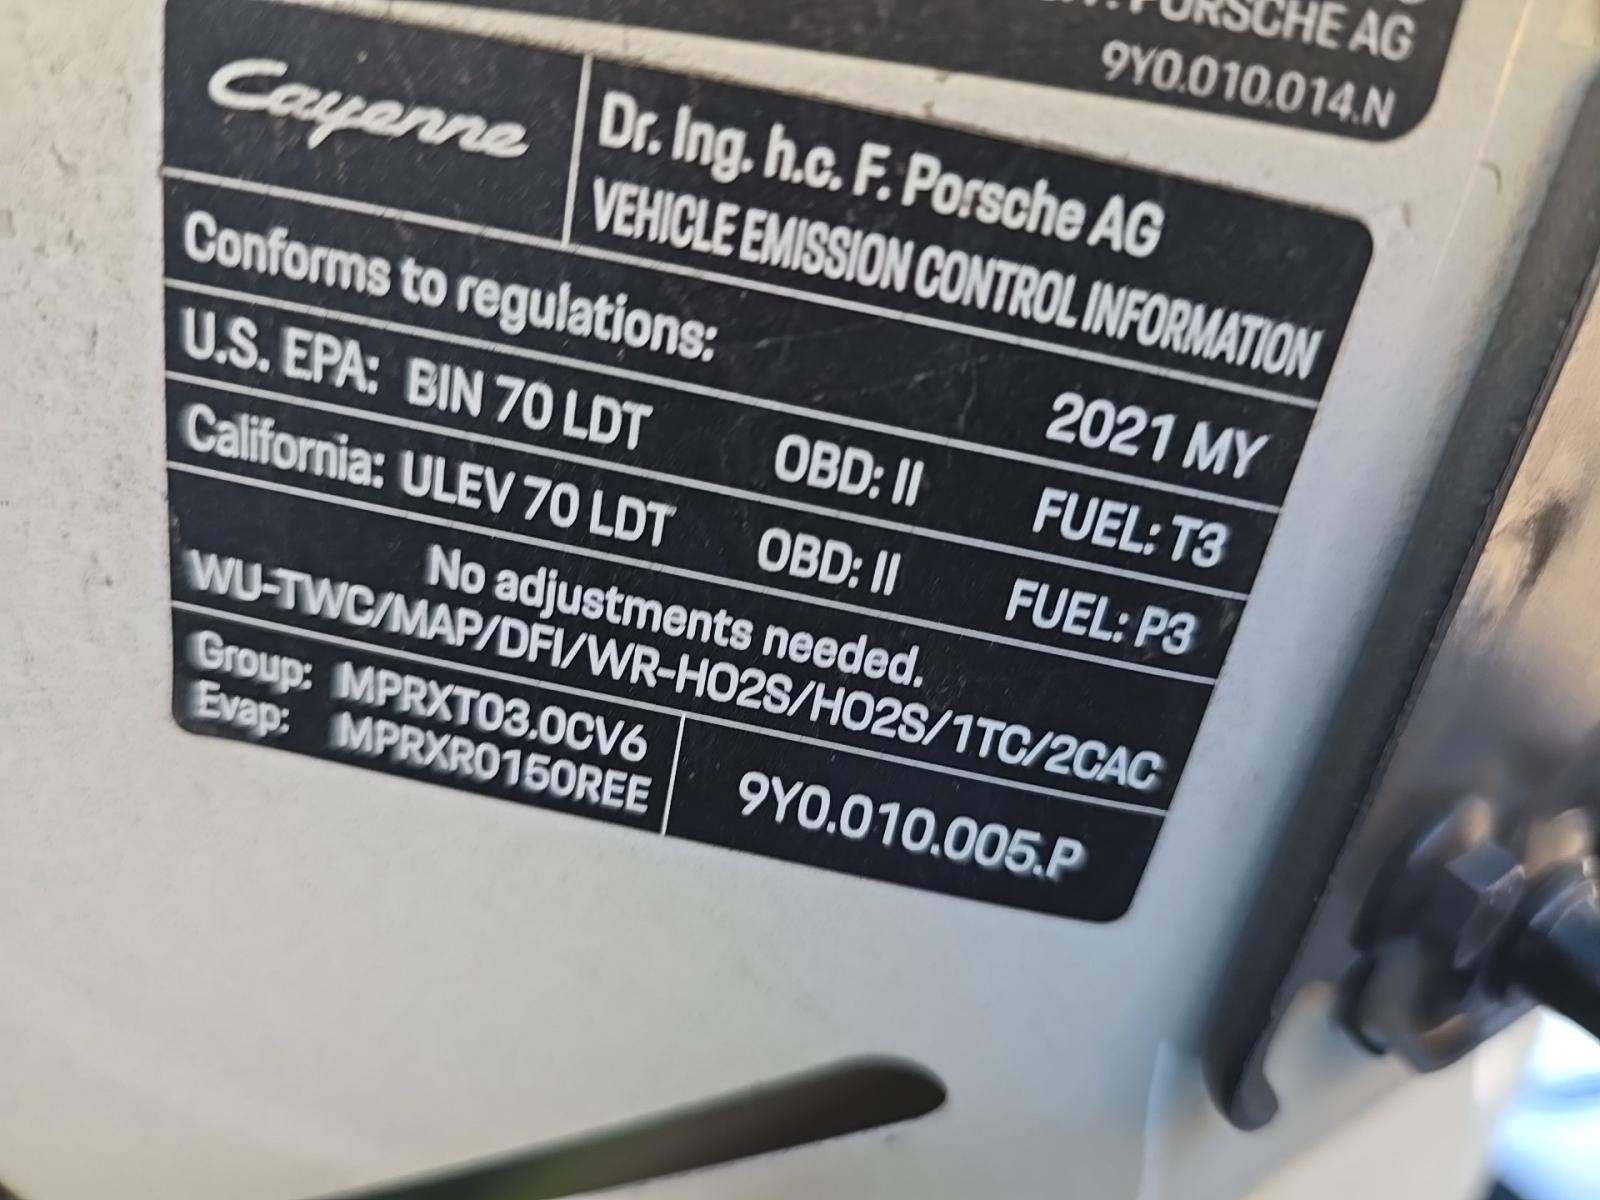 PORSCHE AG
9Y0.010.014.N
Cayenne
Dr. Ing. h.c. F. Porsche AG
VEHICLE EMISSION CONTROL INFORMATION
Conforms to regulations:
2021 MY
U.S. EPA: BIN 70 LDT OBD: II FUEL: T3
California: ULEV 70 LDT OBD: II FUEL: P3
No adjustments needed.
WU-TWC/MAP/DFI/WR-HO2S/HO2S/1TC/2CAC
Group: MPRXT03.0CV6
Evap: MPRXR0150REE
9Y0.010.005.P